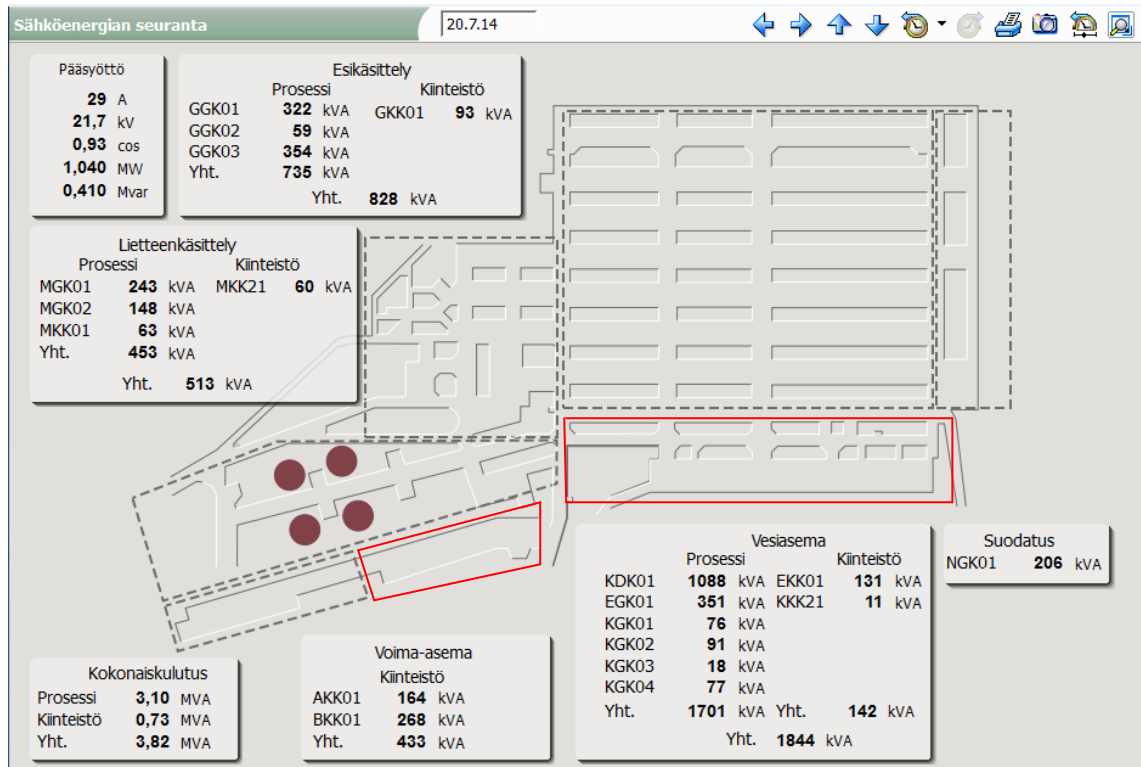 Sähköenergian seuranta 20.7.14
Pääsyöttö
29 A
21,7 kV
0,93 cos
1,040 MW
0,410 Mvar
Esikäsittely
Prosessi Kiinteistö
GGK01 322 kVA GKK01 93 kVA
GGK02 59 kVA
GGK03 354 kVA
Yht. 735 kVA
Yht. 828 kVA
Lietteenkäsittely
Prosessi Kiinteistö
MGK01 243 kVA MKK21 60 kVA
MGK02 148 kVA
MKK01 63 kVA
Yht. 453 kVA
Yht. 513 kVA
Vesiasema
Prosessi Kiinteistö
KDK01 1088 kVA EKK01 131 kVA
EGK01 351 kVA KKK21 11 kVA
KGK01 76 kVA
KGK02 91 kVA
KGK03 18 kVA
KGK04 77 kVA
Yht. 1701 kVA Yht. 142 kVA
Yht. 1844 kVA
Suodatus
NGK01 206 kVA
Kokonaiskulutus
Prosessi 3,10 MVA
Kiinteistö 0,73 MVA
Yht. 3,82 MVA
Voima-asema
Kiinteistö
AKK01 164 kVA
BKK01 268 kVA
Yht. 433 kVA